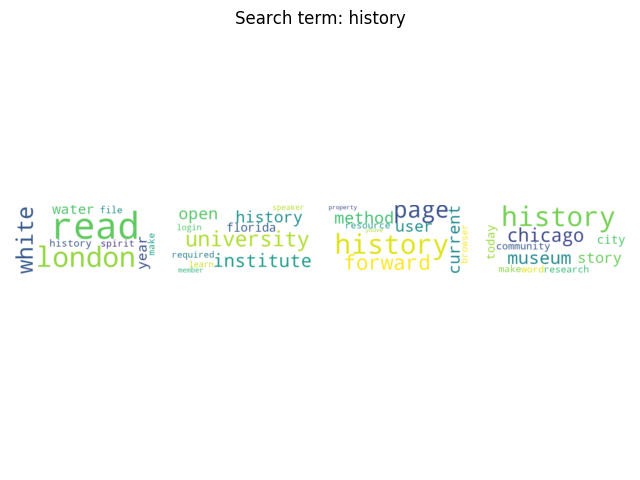 Search term: history
white
water file
read
history spirit
london
year
make
speaker
open
history
login
florida
university
required
institute
learn
member
property
page
method
resource
user
history
forward
current
browser
history
today
chicago
city
community
museum story
make word research